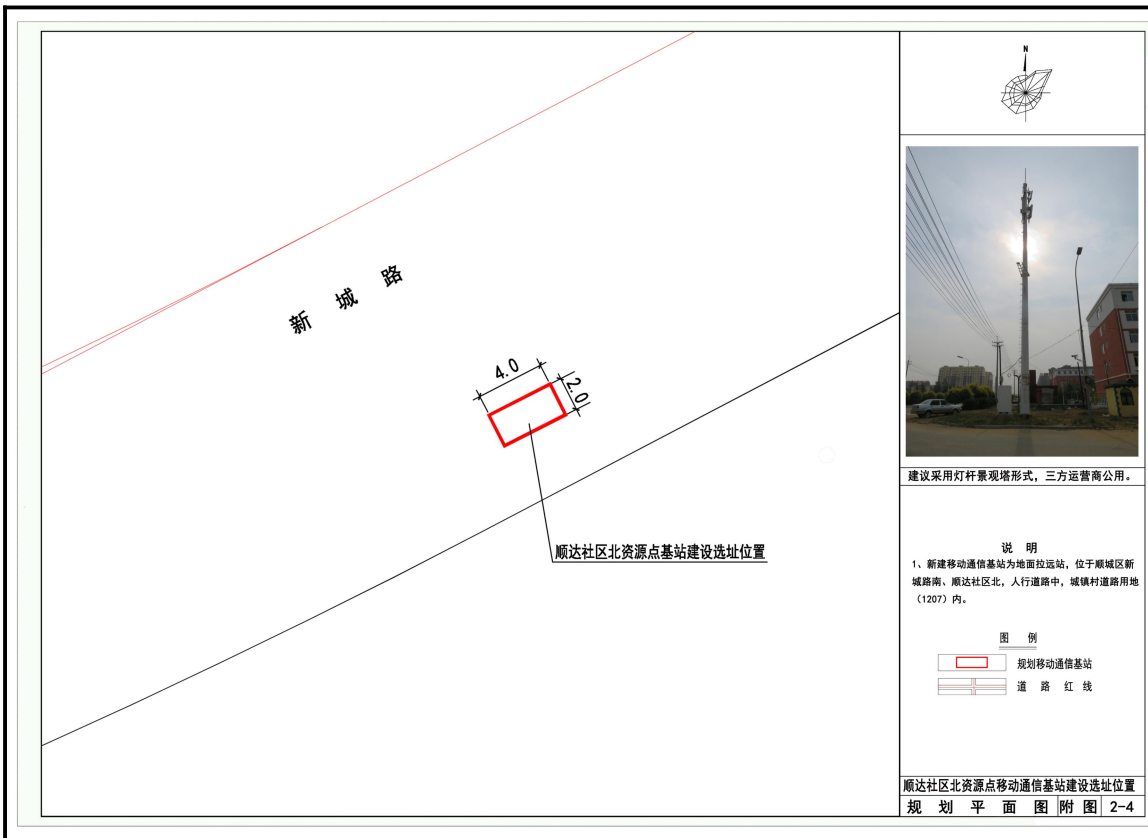 N
新城路
4.0
2.0
顺达社区北资源点基站建设选址位置
建议采用灯杆景观塔形式，三方运营商公用。
说 明
1、新建移动通信基站为地面拉远站，位于顺城区新
城路南、顺达社区北，人行道路中，城镇村道路用地
（1207）内。
图 例
规划移动通信基站
道 路 红 线
顺达社区北资源点移动通信基站建设选址位置
规 划 平 面 图 附 图 2-4